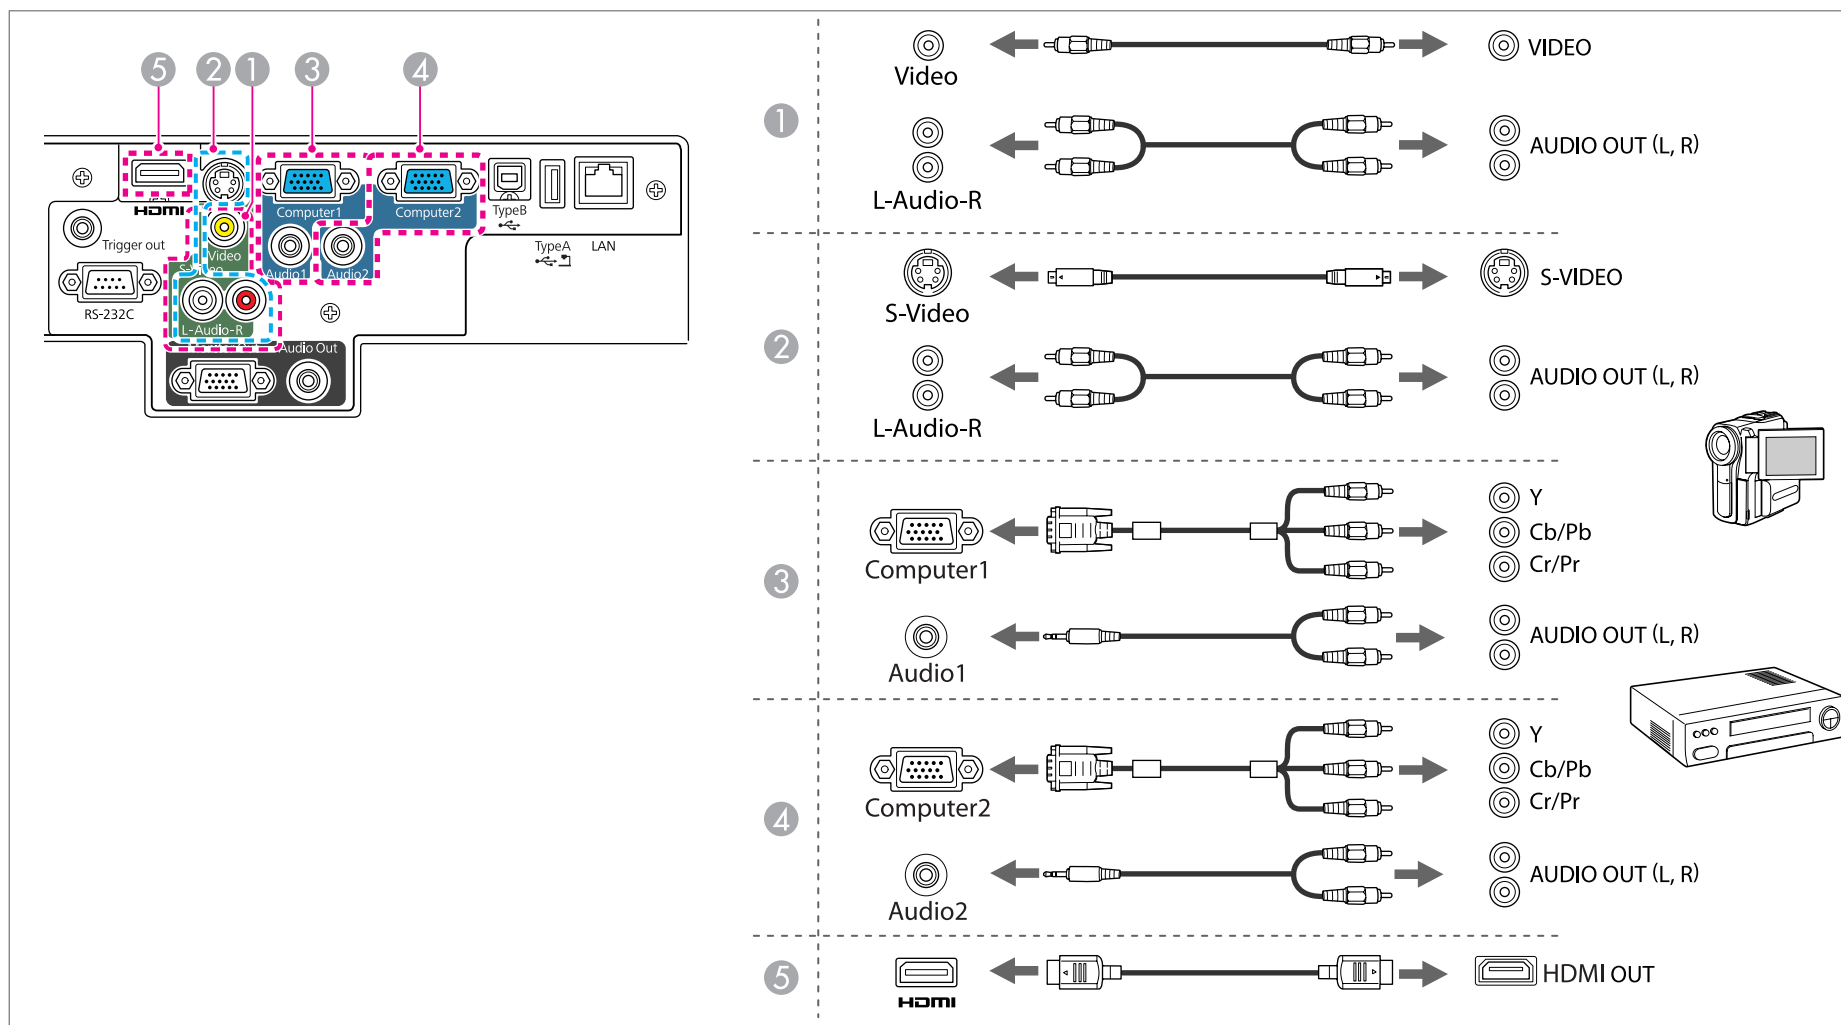 5 2 1 3 4
HDMI
Trigger out
RS-232C
Video
L-Audio-R
Audio Out
Computer1
Audio1
Computer2
Audio2
TypeB
TypeA
LAN
1
Video
VIDEO
L-Audio-R
AUDIO OUT (L, R)
2
S-Video
S-VIDEO
L-Audio-R
AUDIO OUT (L, R)
3
Computer1
Y
Cb/Pb
Cr/Pr
Audio1
AUDIO OUT (L, R)
4
Computer2
Y
Cb/Pb
Cr/Pr
Audio2
AUDIO OUT (L, R)
5
HDMI
HDMI OUT